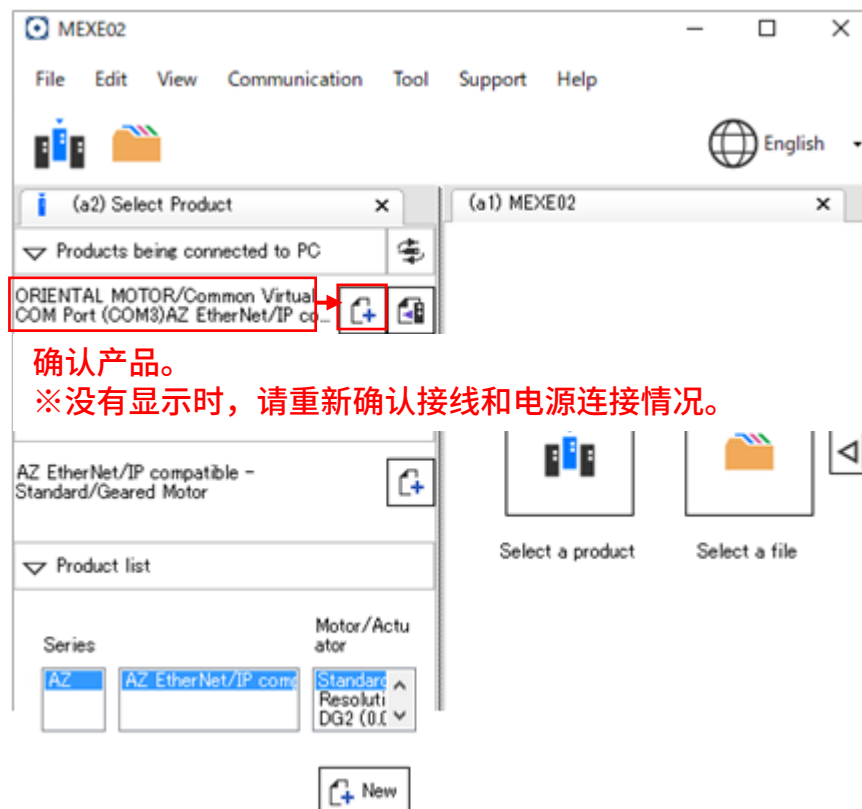 MEXE02
File Edit View Communication Tool Support Help
English
(a2) Select Product
(a1) MEXE02
Products being connected to PC
ORIENTAL MOTOR/Common Virtual
COM Port (COM3)AZ EtherNet/IP co...
确认产品。
※没有显示时，请重新确认接线和电源连接情况。
AZ EtherNet/IP compatible -
Standard/Geared Motor
Select a product
Select a file
Product list
Series
Motor/Actu
ator
AZ
AZ EtherNet/IP comp
Standard
Resoluti
DG2 (0.0
New